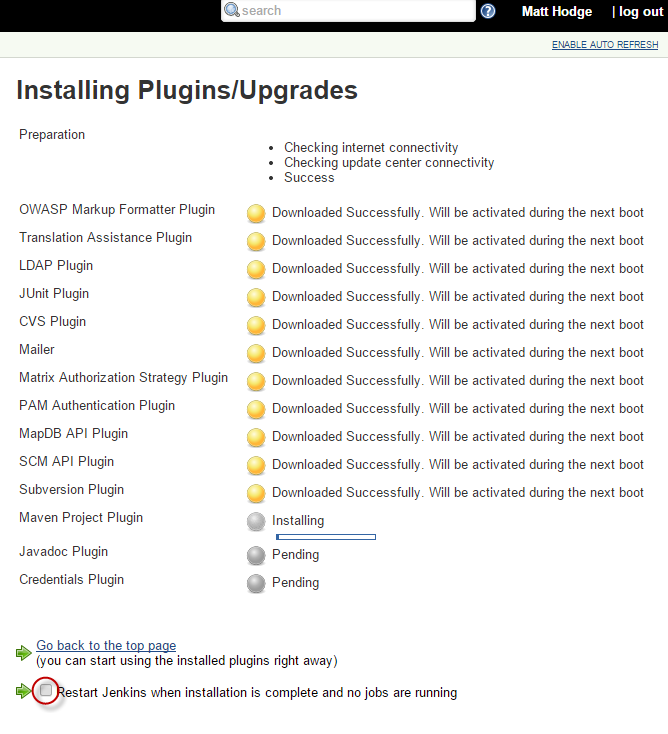 search
Matt Hodge | log out
ENABLE AUTO REFRESH
Installing Plugins/Upgrades
Preparation
Checking internet connectivity
Checking update center connectivity
Success
OWASP Markup Formatter Plugin Downloaded Successfully. Will be activated during the next boot
Translation Assistance Plugin Downloaded Successfully. Will be activated during the next boot
LDAP Plugin Downloaded Successfully. Will be activated during the next boot
JUnit Plugin Downloaded Successfully. Will be activated during the next boot
CVS Plugin Downloaded Successfully. Will be activated during the next boot
Mailer Downloaded Successfully. Will be activated during the next boot
Matrix Authorization Strategy Plugin Downloaded Successfully. Will be activated during the next boot
PAM Authentication Plugin Downloaded Successfully. Will be activated during the next boot
MapDB API Plugin Downloaded Successfully. Will be activated during the next boot
SCM API Plugin Downloaded Successfully. Will be activated during the next boot
Subversion Plugin Downloaded Successfully. Will be activated during the next boot
Maven Project Plugin Installing
Javadoc Plugin Pending
Credentials Plugin Pending
Go back to the top page
(you can start using the installed plugins right away)
Restart Jenkins when installation is complete and no jobs are running